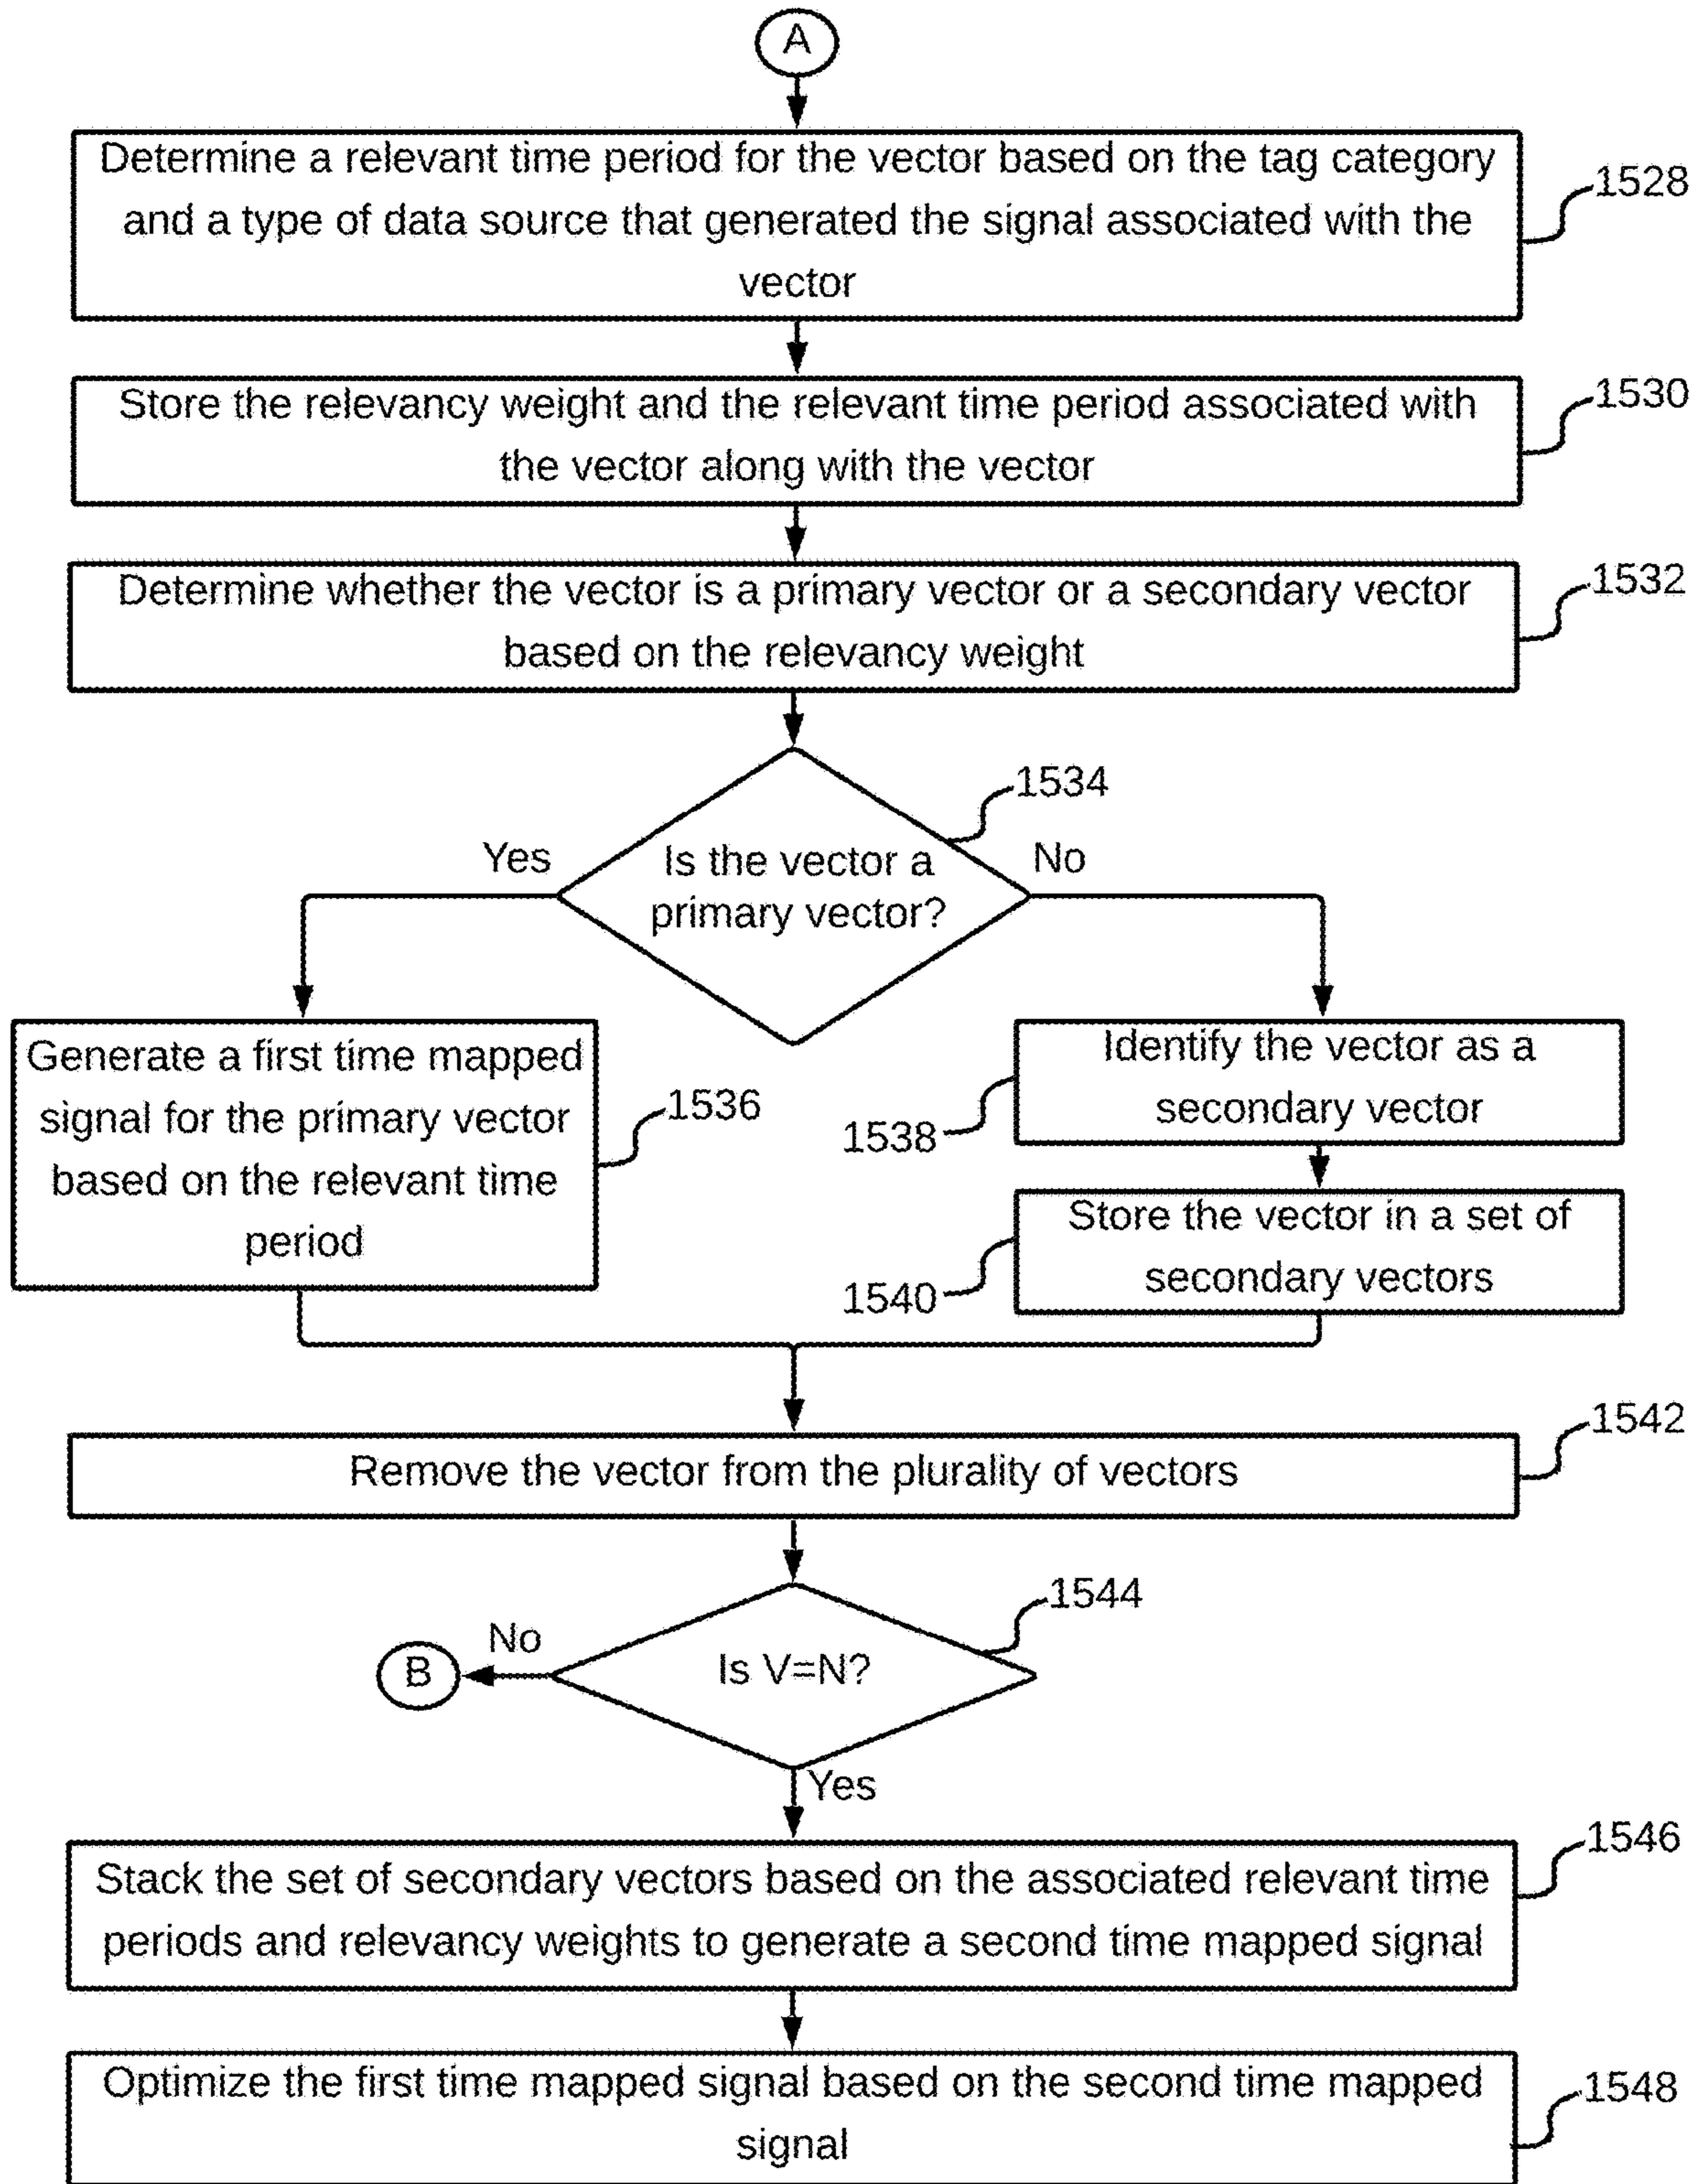 A
Determine a relevant time period for the vector based on the tag category
and a type of data source that generated the signal associated with the
vector
1528
Store the relevancy weight and the relevant time period associated with
the vector along with the vector
1530
Determine whether the vector is a primary vector or a secondary vector
based on the relevancy weight
1532
1534
Yes
Is the vector a
primary vector?
No
Generate a first time mapped
signal for the primary vector
based on the relevant time
period
1536
Identify the vector as a
secondary vector
1538
Store the vector in a set of
secondary vectors
1540
Remove the vector from the plurality of vectors
1542
1544
Is V=N?
No
B
Yes
Stack the set of secondary vectors based on the associated relevant time
periods and relevancy weights to generate a second time mapped signal
1546
Optimize the first time mapped signal based on the second time mapped
signal
1548